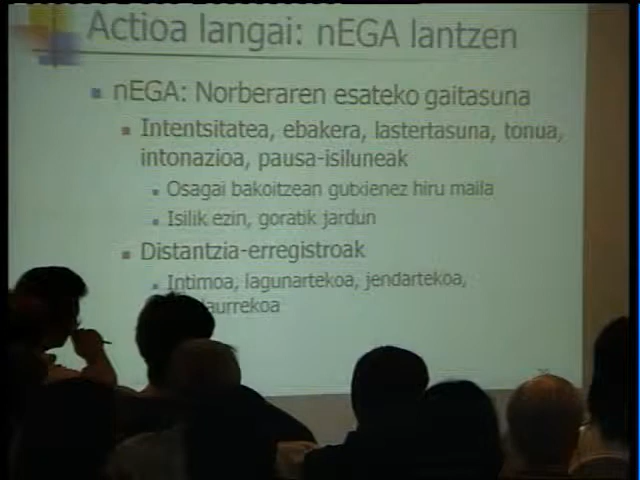 Actioa langai: nEGA lantzen
nEGA: Norberaren esateko gaitasuna
Intentsitatea, ebakera, lastertasuna, tonua,
intonazioa, pausa-isiluneak
Osagai bakoitzean gutxienez hiru maila
Isilik ezin, goratik jardun
Distantzia-erregistroak
Intimoa, lagunartekoa, jendartekoa,